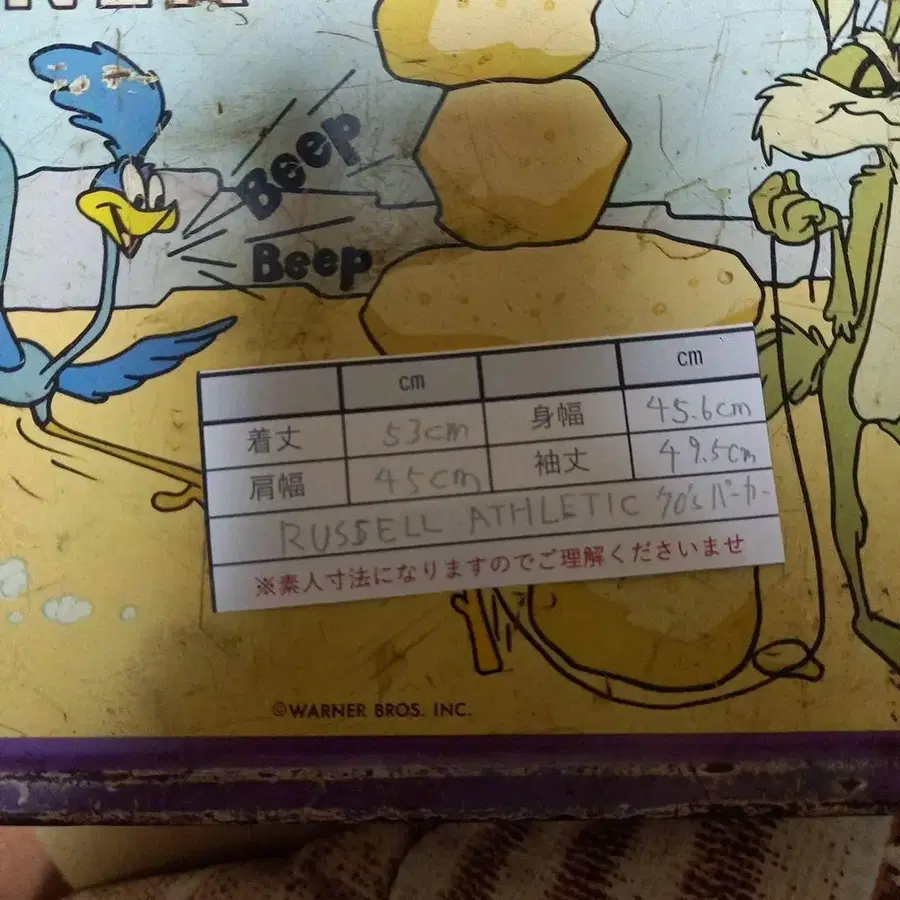 Beep
Beep
cm cm
着丈 53cm 身幅 45.6cm
肩幅 45cm 袖丈 49.5cm
RUSSELL ATHLETIC 70's パーカー
※素人寸法になりますのでご理解くださいませ
©WARNER BROS. INC.